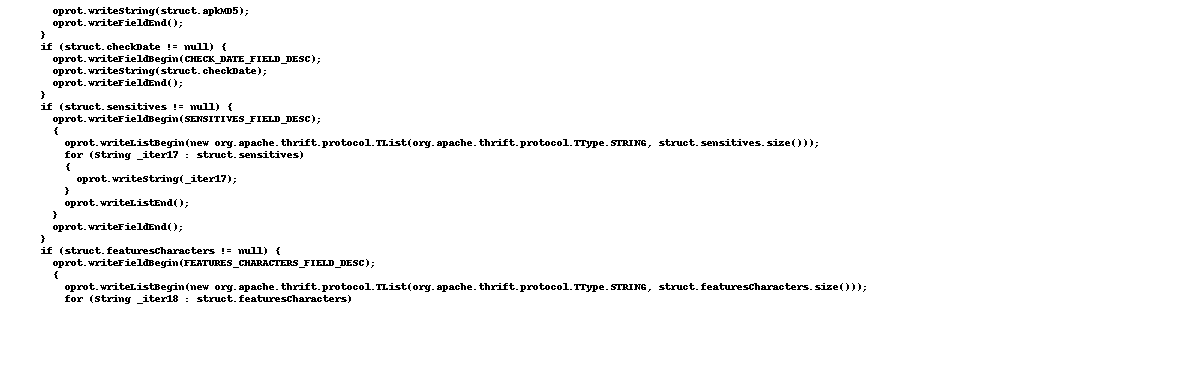 oprot.writeString(struct.apkMD5);
oprot.writeFieldEnd();
}
if (struct.checkDate != null) {
oprot.writeFieldBegin(CHECK_DATE_FIELD_DESC);
oprot.writeString(struct.checkDate);
oprot.writeFieldEnd();
}
if (struct.sensitives != null) {
oprot.writeFieldBegin(SENSITIVES_FIELD_DESC);
{
oprot.writeListBegin(new org.apache.thrift.protocol.TList(org.apache.thrift.protocol.TType.STRING, struct.sensitives.size()));
for (String _iter17 : struct.sensitives)
{
oprot.writeString(_iter17);
}
oprot.writeListEnd();
}
oprot.writeFieldEnd();
}
if (struct.featuresCharacters != null) {
oprot.writeFieldBegin(FEATURES_CHARACTERS_FIELD_DESC);
{
oprot.writeListBegin(new org.apache.thrift.protocol.TList(org.apache.thrift.protocol.TType.STRING, struct.featuresCharacters.size()));
for (String _iter18 : struct.featuresCharacters)